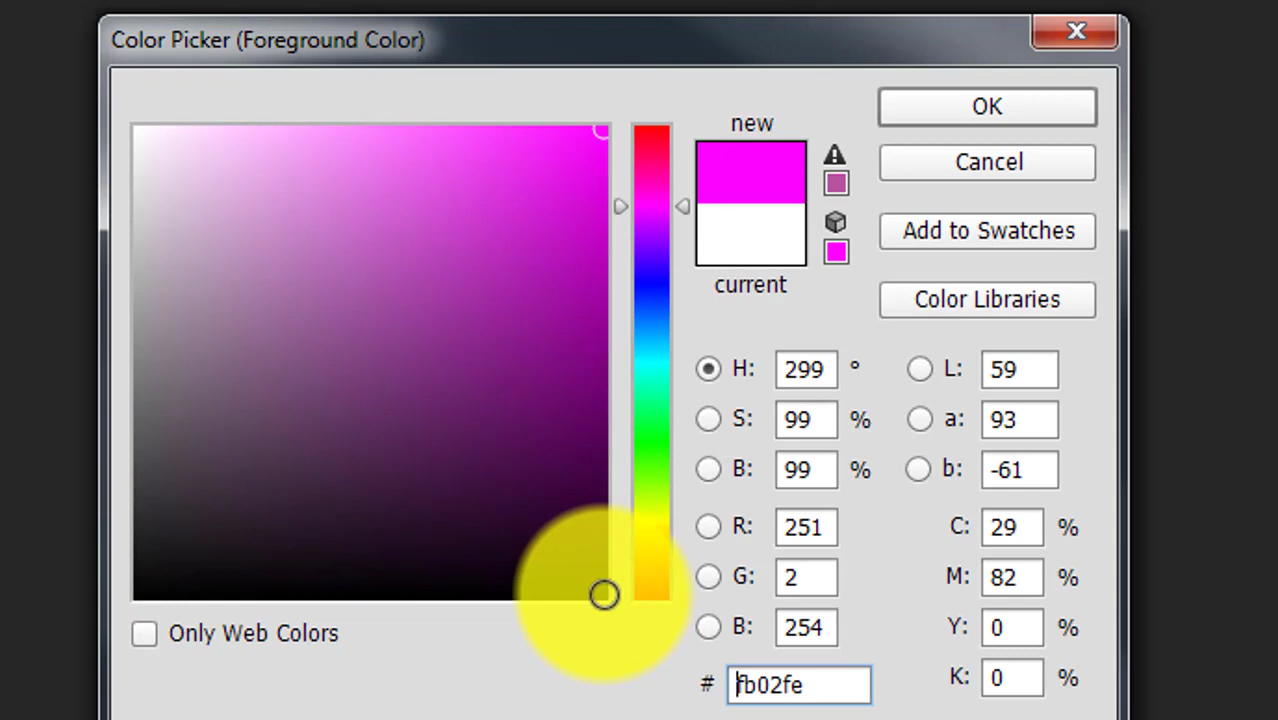 Color Picker (Foreground Color)
new
current
OK
Cancel
Add to Swatches
Color Libraries
H: 299 °
S: 99 %
B: 99 %
R: 251
G: 2
B: 254
# fb02fe
L: 59
a: 93
b: -61
C: 29 %
M: 82 %
Y: 0 %
K: 0 %
Only Web Colors